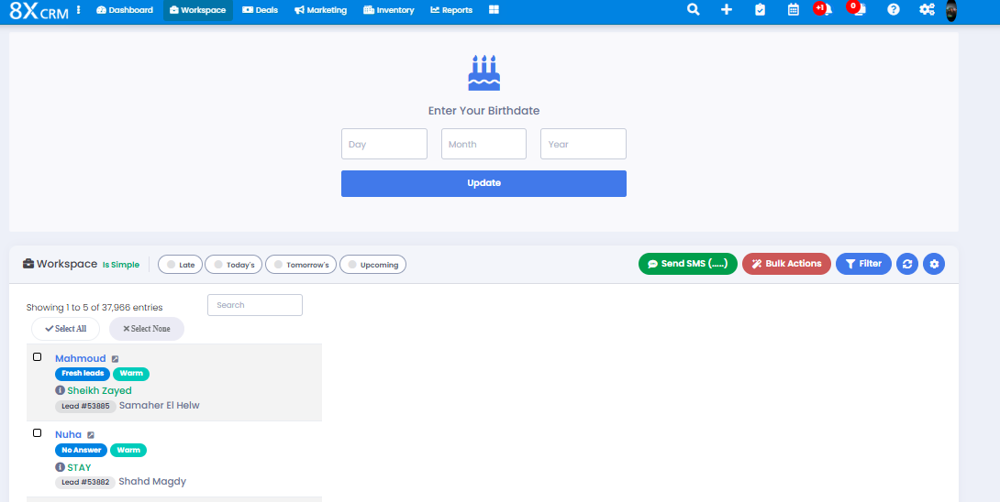 8X CRM Dashboard Workspace Deals Marketing Inventory Reports +1 0
Enter Your Birthdate
Day Month Year
Update
Workspace Is Simple Late Today's Tomorrow's Upcoming Send SMS (.....) Bulk Actions Filter
Showing 1 to 5 of 37,966 entries Search
Select All Select None
Mahmoud
Fresh leads Warm
Sheikh Zayed
Lead #53885 Samaher El Helw
Nuha
No Answer Warm
STAY
Lead #53882 Shahd Magdy